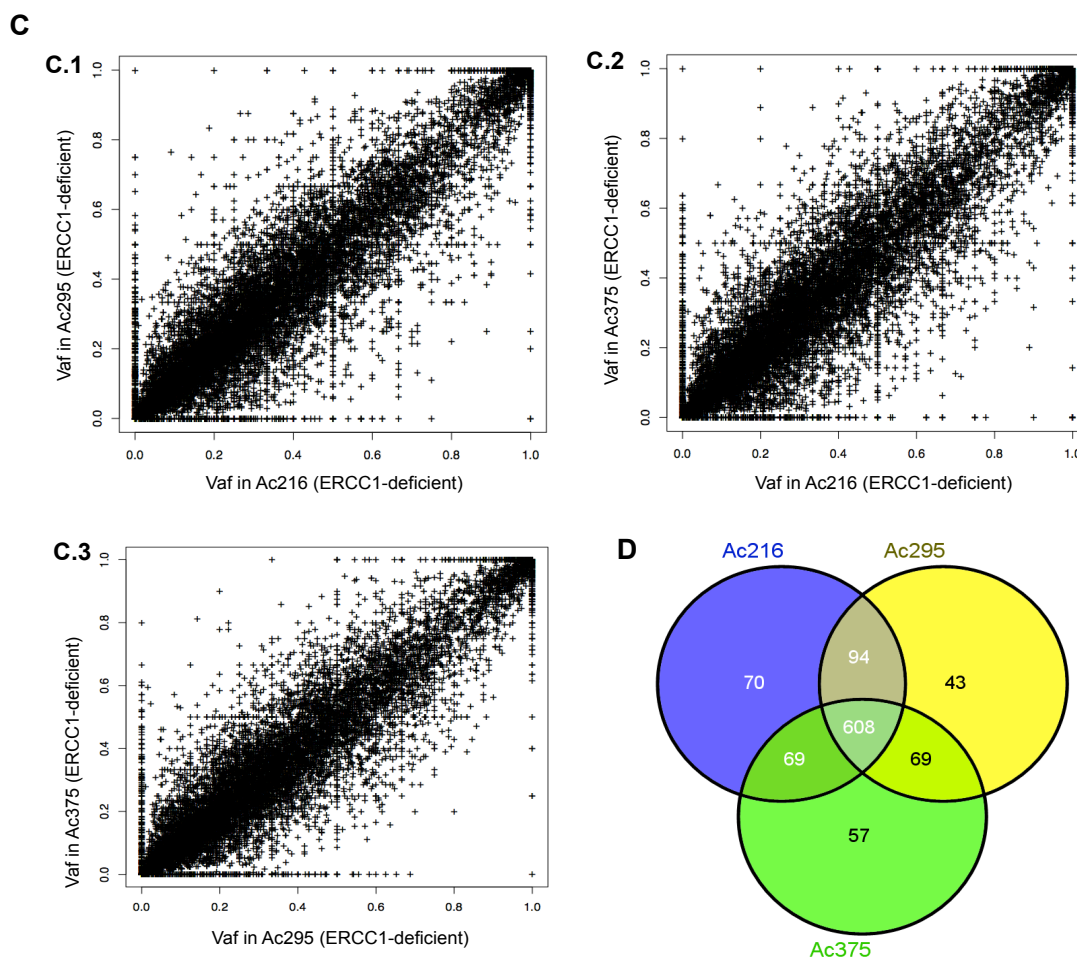 C
C.1
1.0
0.8
0.6
0.4
0.2
0.0
Vaf in Ac295 (ERCC1-deficient)
0.0 0.2 0.4 0.6 0.8 1.0
Vaf in Ac216 (ERCC1-deficient)
C.2
1.0
0.8
0.6
0.4
0.2
0.0
Vaf in Ac375 (ERCC1-deficient)
0.0 0.2 0.4 0.6 0.8 1.0
Vaf in Ac216 (ERCC1-deficient)
C.3
1.0
0.8
0.6
0.4
0.2
0.0
Vaf in Ac375 (ERCC1-deficient)
0.0 0.2 0.4 0.6 0.8 1.0
Vaf in Ac295 (ERCC1-deficient)
D
Ac216 Ac295
94
70 43
608
69 69
57
Ac375